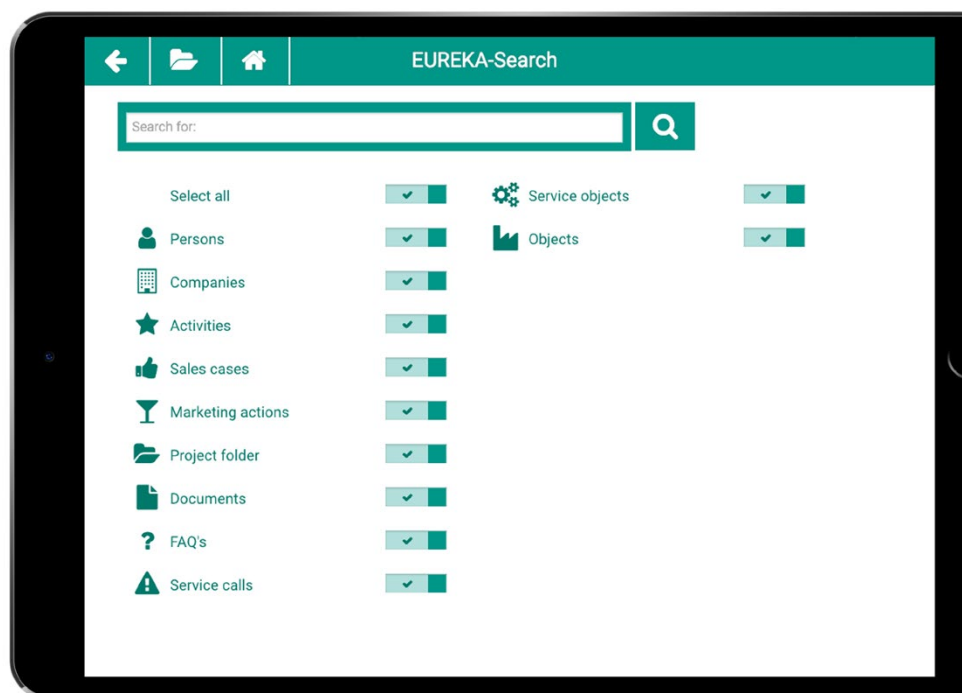 EUREKA-Search
Search for:
Select all
Persons
Companies
Activities
Sales cases
Marketing actions
Project folder
Documents
FAQ's
Service calls
Service objects
Objects